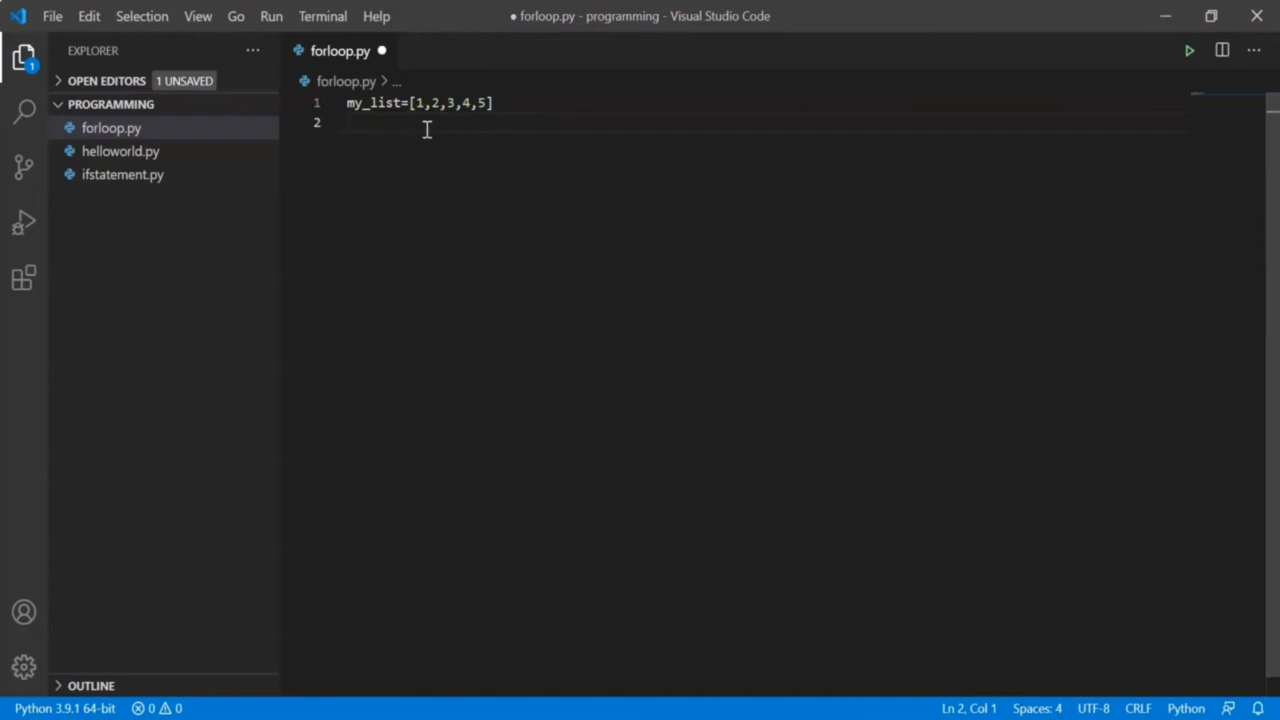 File Edit Selection View Go Run Terminal Help ● forloop.py - programming - Visual Studio Code
EXPLORER ...
forloop.py ●
1
OPEN EDITORS 1 UNSAVED
forloop.py > ...
PROGRAMMING
1 my_list=[1,2,3,4,5]
forloop.py
2
helloworld.py
ifstatement.py
OUTLINE
Python 3.9.1 64-bit 0 0 Ln 2, Col 1 Spaces: 4 UTF-8 CRLF Python